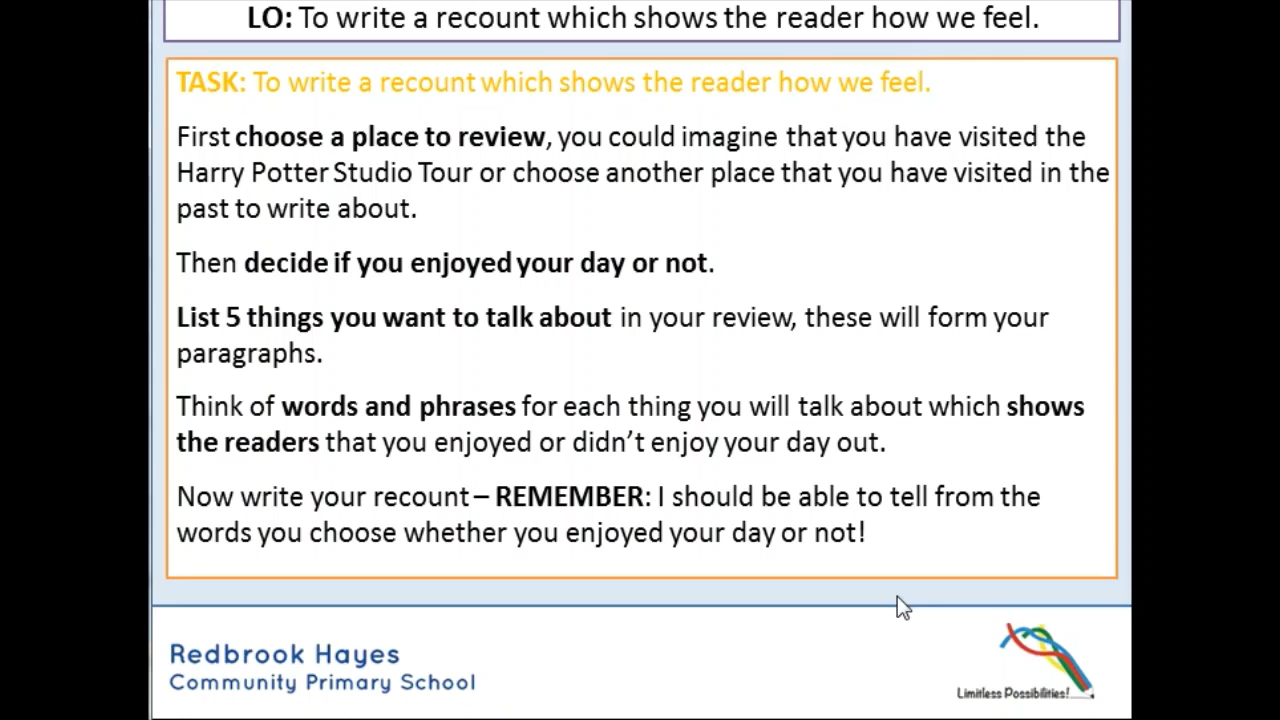 LO: To write a recount which shows the reader how we feel.
TASK: To write a recount which shows the reader how we feel.
First choose a place to review, you could imagine that you have visited the
Harry Potter Studio Tour or choose another place that you have visited in the
past to write about.
Then decide if you enjoyed your day or not.
List 5 things you want to talk about in your review, these will form your
paragraphs.
Think of words and phrases for each thing you will talk about which shows
the readers that you enjoyed or didn’t enjoy your day out.
Now write your recount – REMEMBER: I should be able to tell from the
words you choose whether you enjoyed your day or not!
Redbrook Hayes
Community Primary School
Limitless Possibilities!